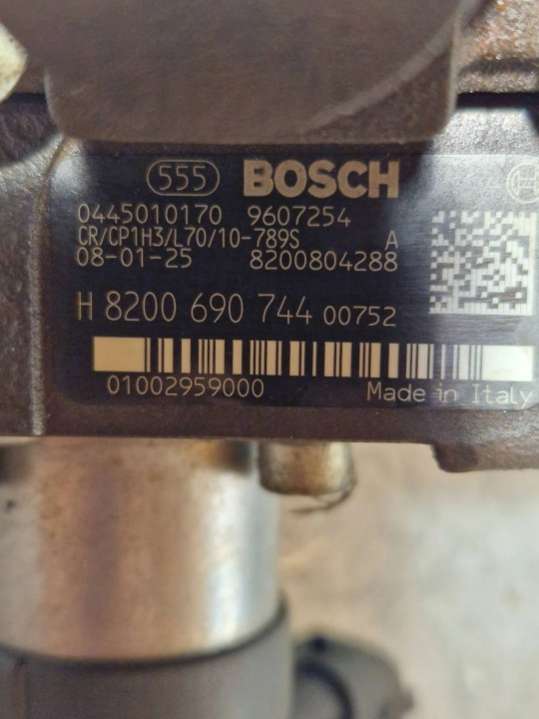 555 BOSCH
0445010170 9607254
CR/CP1H3/L70/10-789S A
08-01-25 8200804288
H 8200 690 744 00752
01002959000 Made in Italy